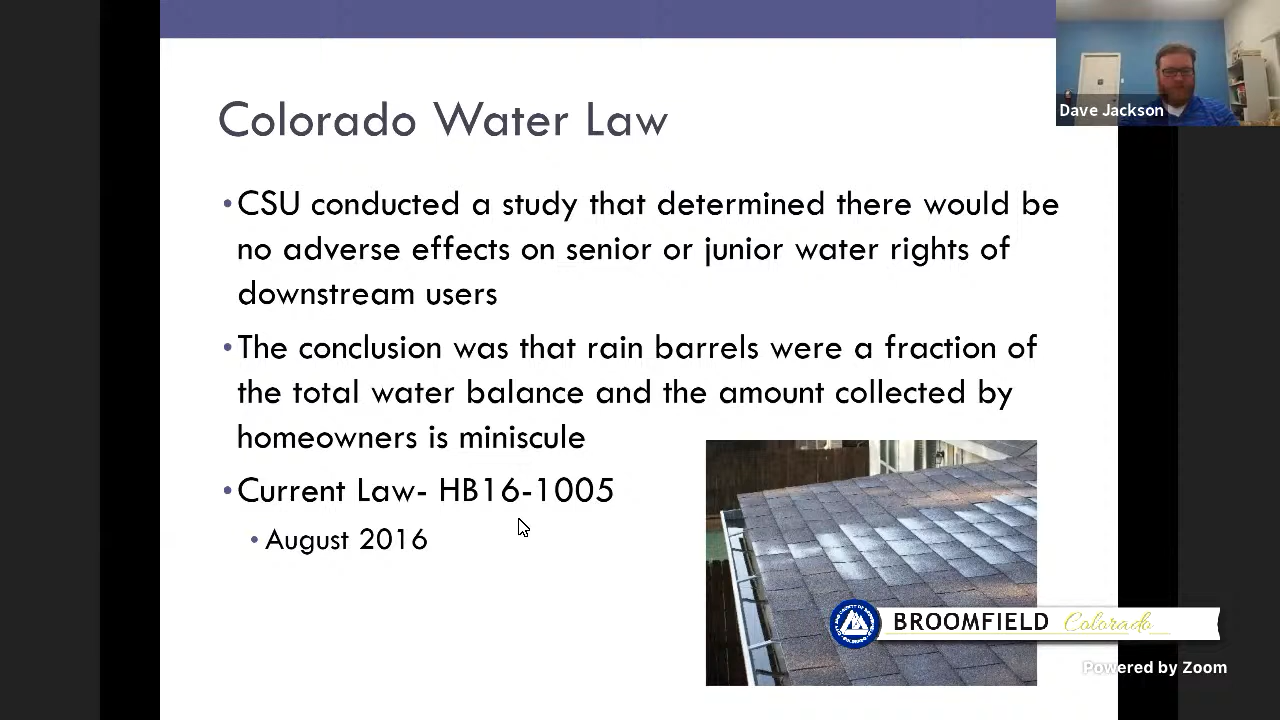 Colorado Water Law
Dave Jackson
• CSU conducted a study that determined there would be
no adverse effects on senior or junior water rights of
downstream users
• The conclusion was that rain barrels were a fraction of
the total water balance and the amount collected by
homeowners is miniscule
• Current Law- HB16-1005
• August 2016
BROOMFIELD Colorado
Powered by Zoom